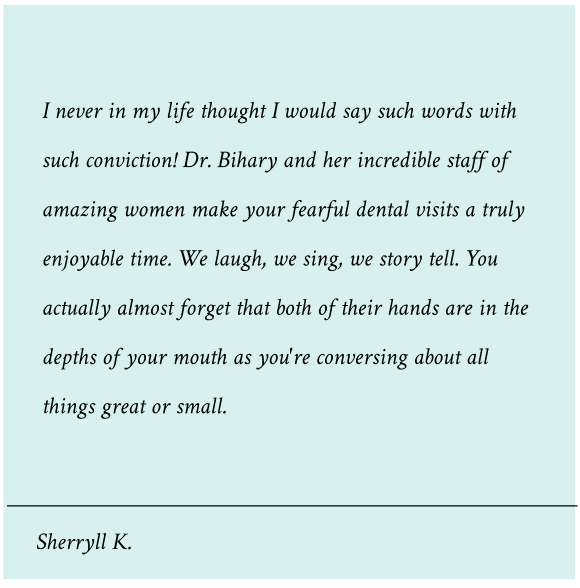 I never in my life thought I would say such words with
such conviction! Dr. Bihary and her incredible staff of
amazing women make your fearful dental visits a truly
enjoyable time. We laugh, we sing, we story tell. You
actually almost forget that both of their hands are in the
depths of your mouth as you're conversing about all
things great or small.
Sherryll K.